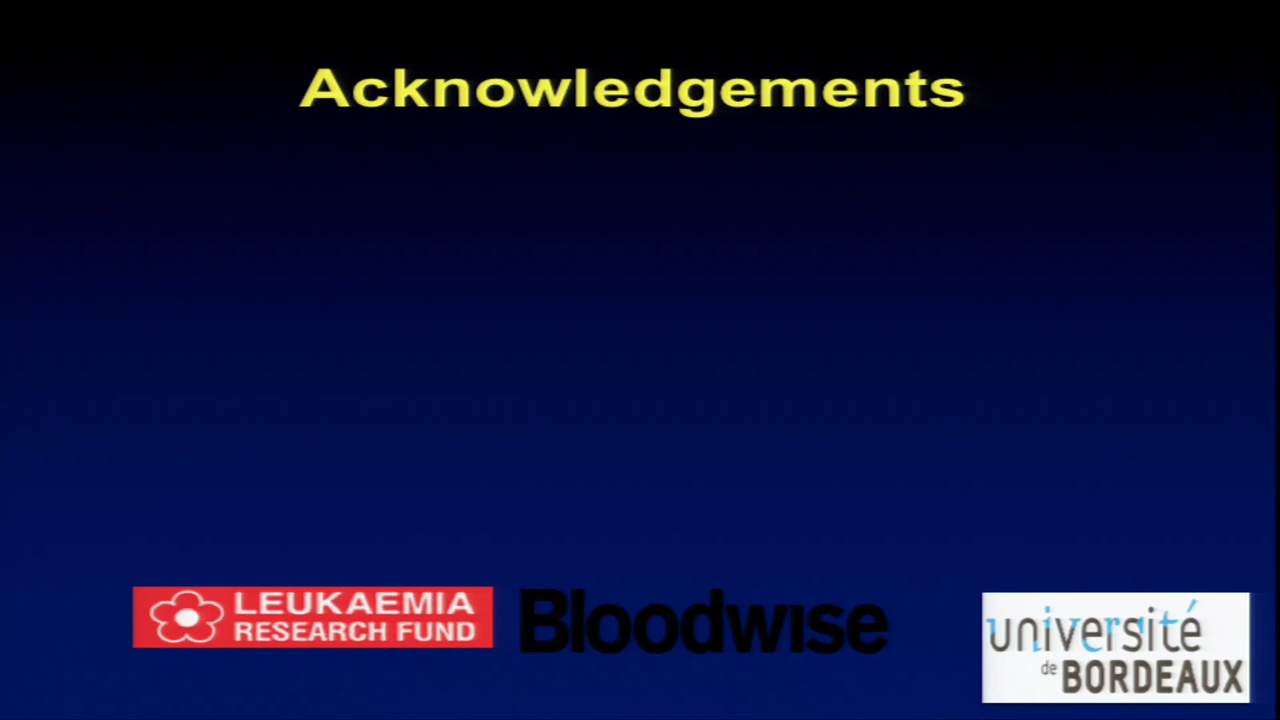 Acknowledgements
LEUKAEMIA
RESEARCH FUND
Bloodwise
université
de BORDEAUX